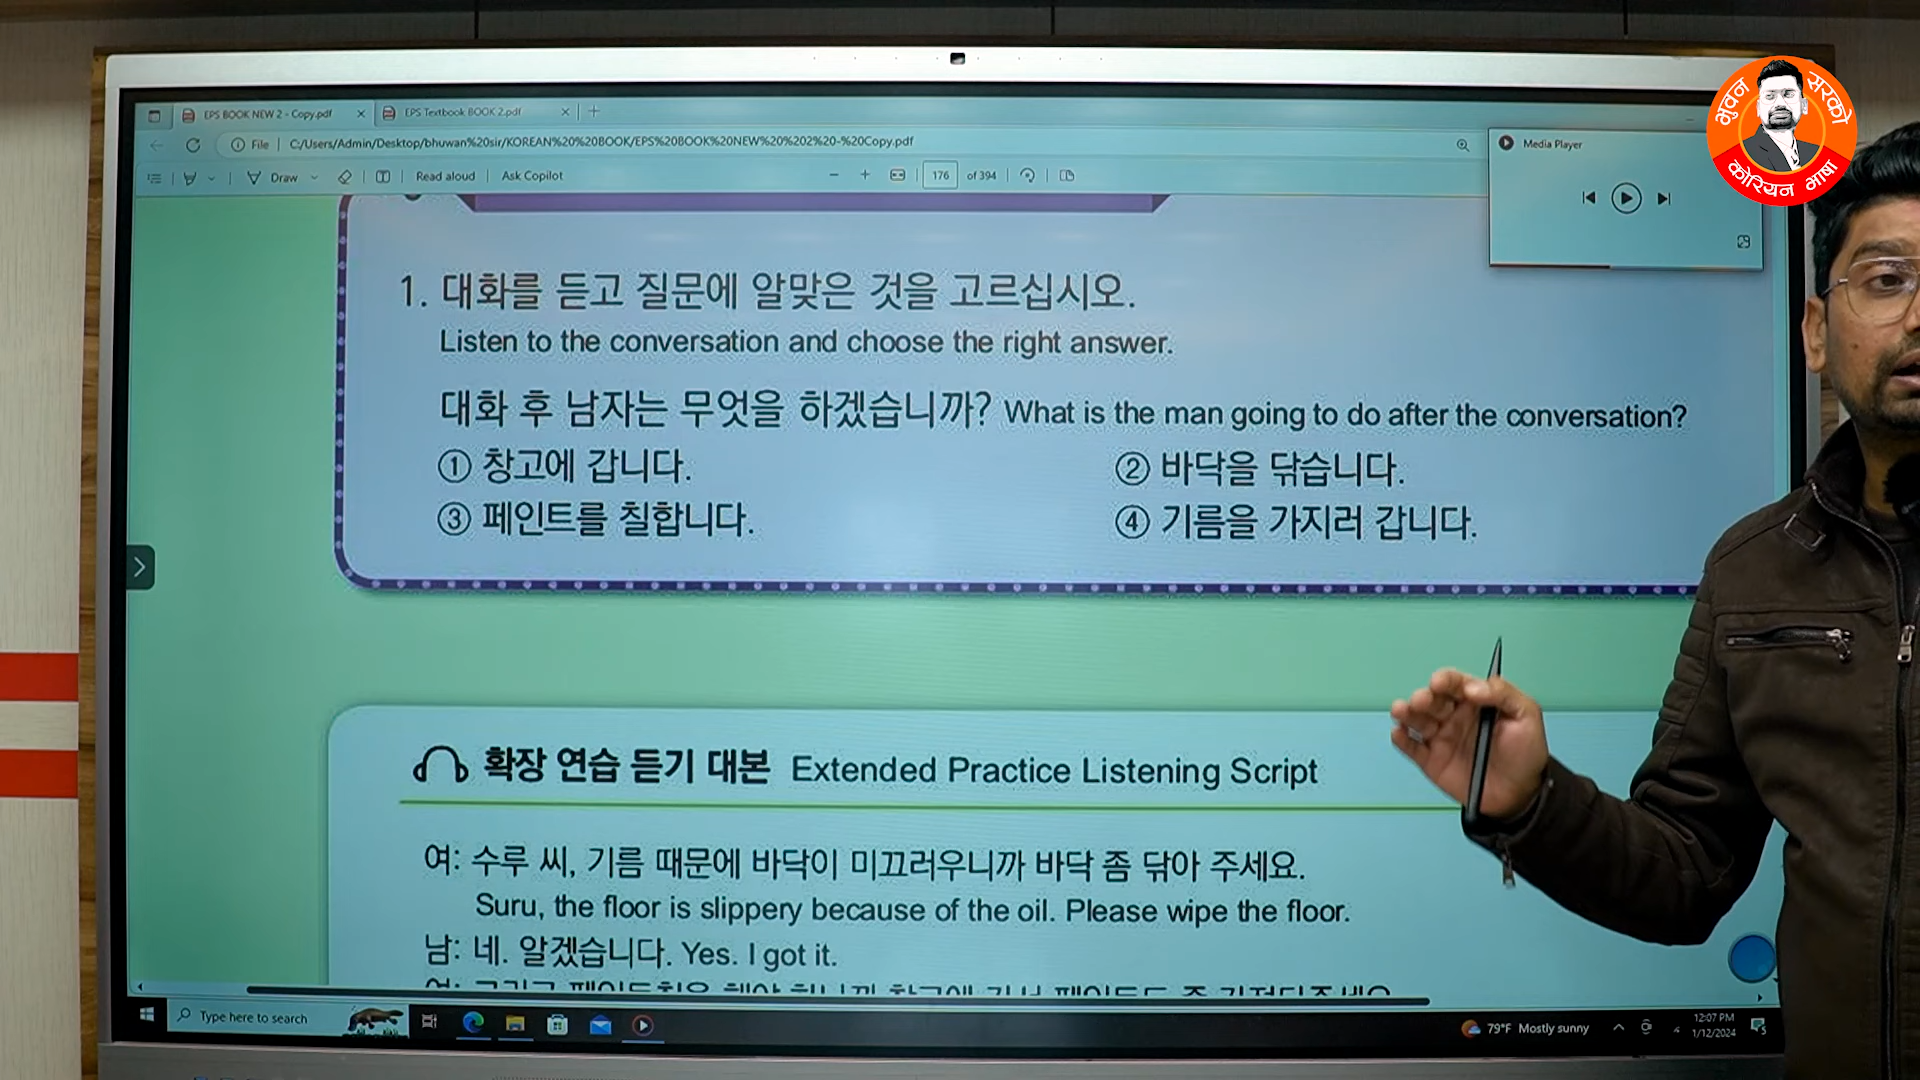 EPS BOOK NEW 2 - Copy.pdf
EPS Textbook BOOK 2.pdf
File
C:/Users/Admin/Desktop/bhuwan%20sir/KOREAN%20%20BOOK/EPS%20BOOK%20NEW%20%202%20-%20Copy.pdf
Draw
Read aloud
Ask Copilot
176 of 394
Media Player
भुवन सरको
कोरियन भाषा
1. 대화를 듣고 질문에 알맞은 것을 고르십시오.
Listen to the conversation and choose the right answer.
대화 후 남자는 무엇을 하겠습니까? What is the man going to do after the conversation?
① 창고에 갑니다.
② 바닥을 닦습니다.
③ 페인트를 칠합니다.
④ 기름을 가지러 갑니다.
확장 연습 듣기 대본 Extended Practice Listening Script
여: 수루 씨, 기름 때문에 바닥이 미끄러우니까 바닥 좀 닦아 주세요.
Suru, the floor is slippery because of the oil. Please wipe the floor.
남: 네. 알겠습니다. Yes. I got it.
Type here to search
79°F Mostly sunny
12:07 PM
1/12/2024